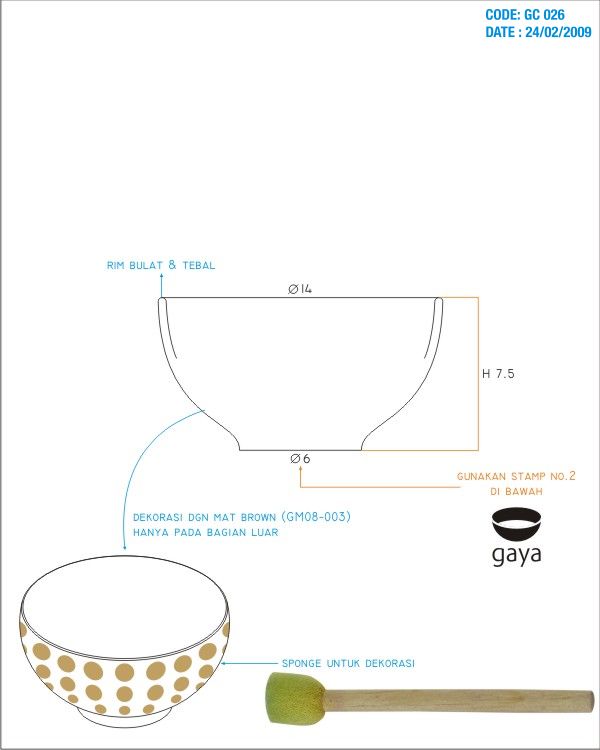 CODE: GC 026
DATE : 24/02/2009
RIM BULAT & TEBAL
Ø14
H 7.5
Ø6
GUNAKAN STAMP NO.2
DI BAWAH
gaya
DEKORASI DGN MAT BROWN (GM08-003)
HANYA PADA BAGIAN LUAR
SPONGE UNTUK DEKORASI